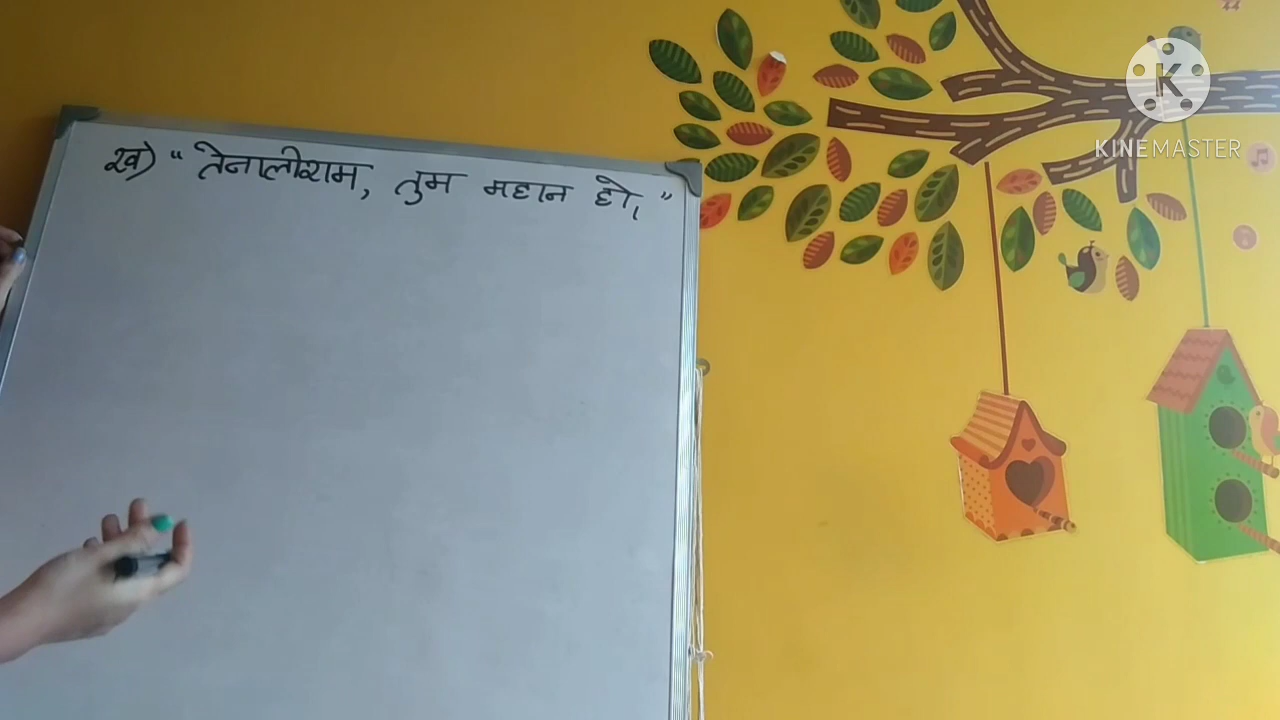 ख) “ तेनालीराम, तुम महान हो। ”
K
KINEMASTER